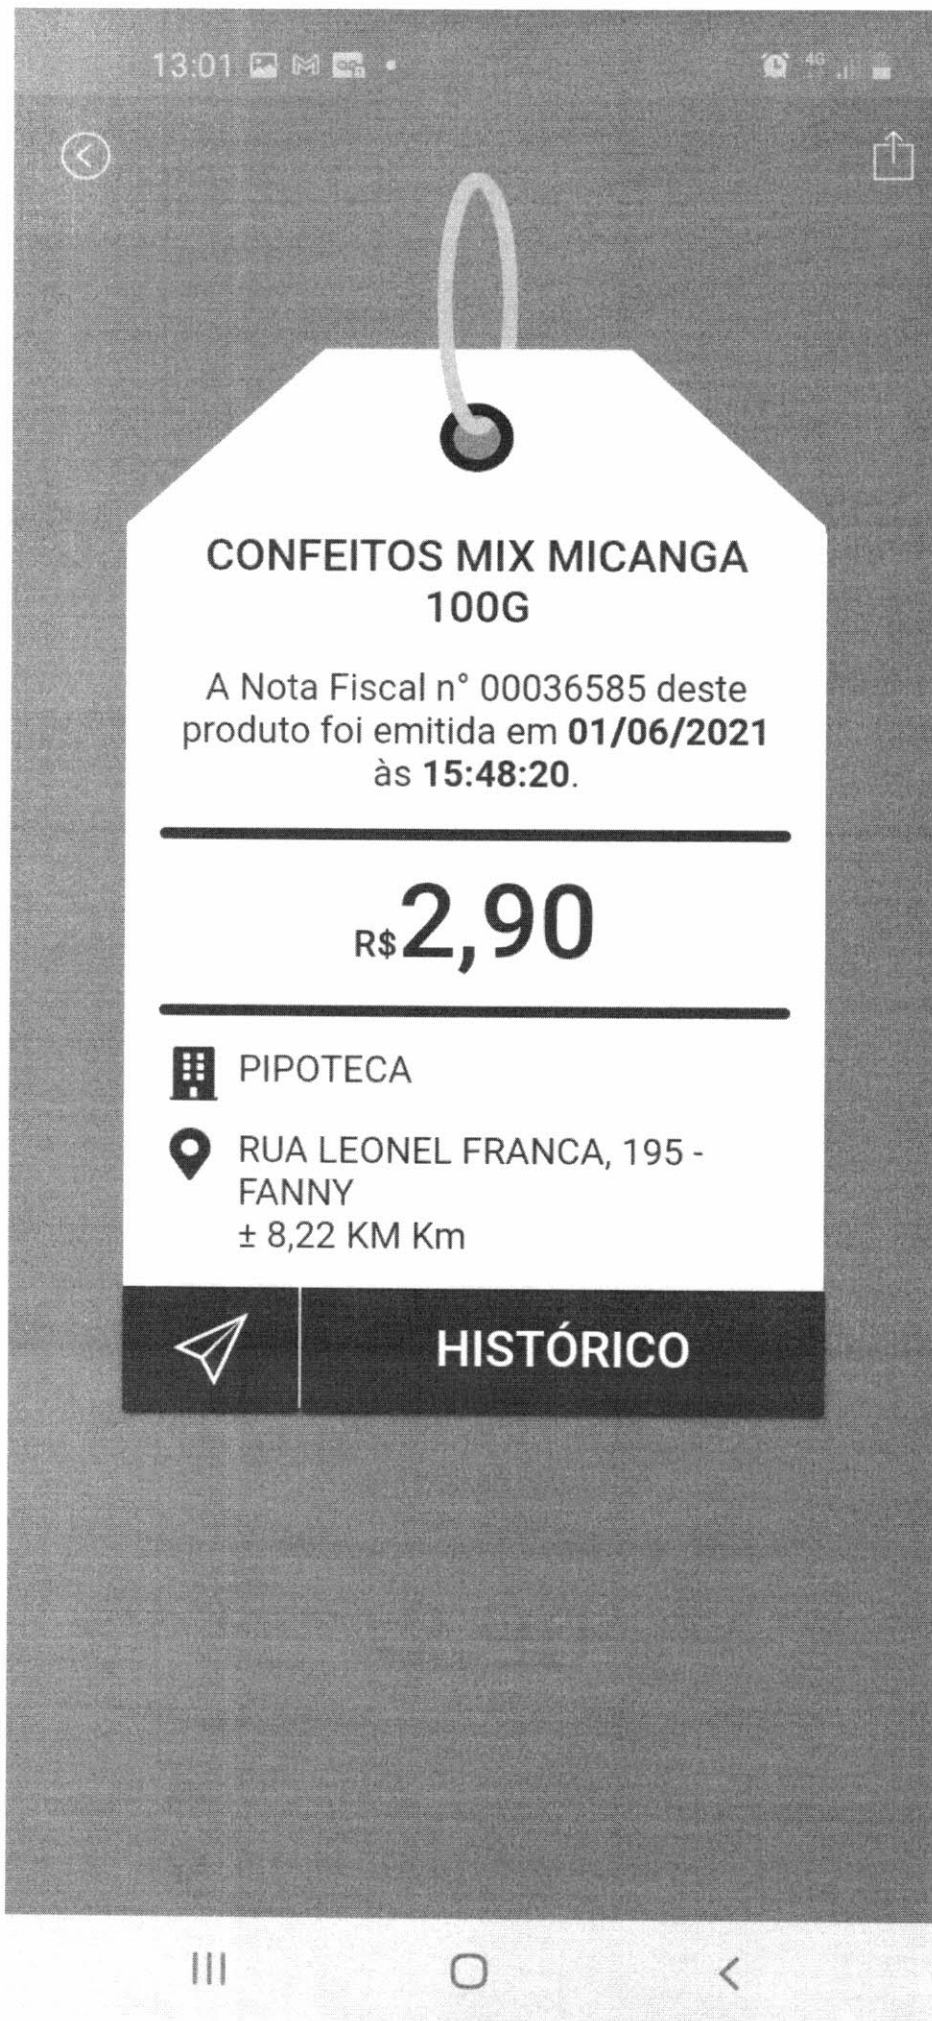 13:01
4G
CONFEITOS MIX MICANGA
100G
A Nota Fiscal n° 00036585 deste
produto foi emitida em 01/06/2021
às 15:48:20.
R$2,90
PIPOTECA
RUA LEONEL FRANCA, 195 -
FANNY
± 8,22 KM Km
HISTÓRICO